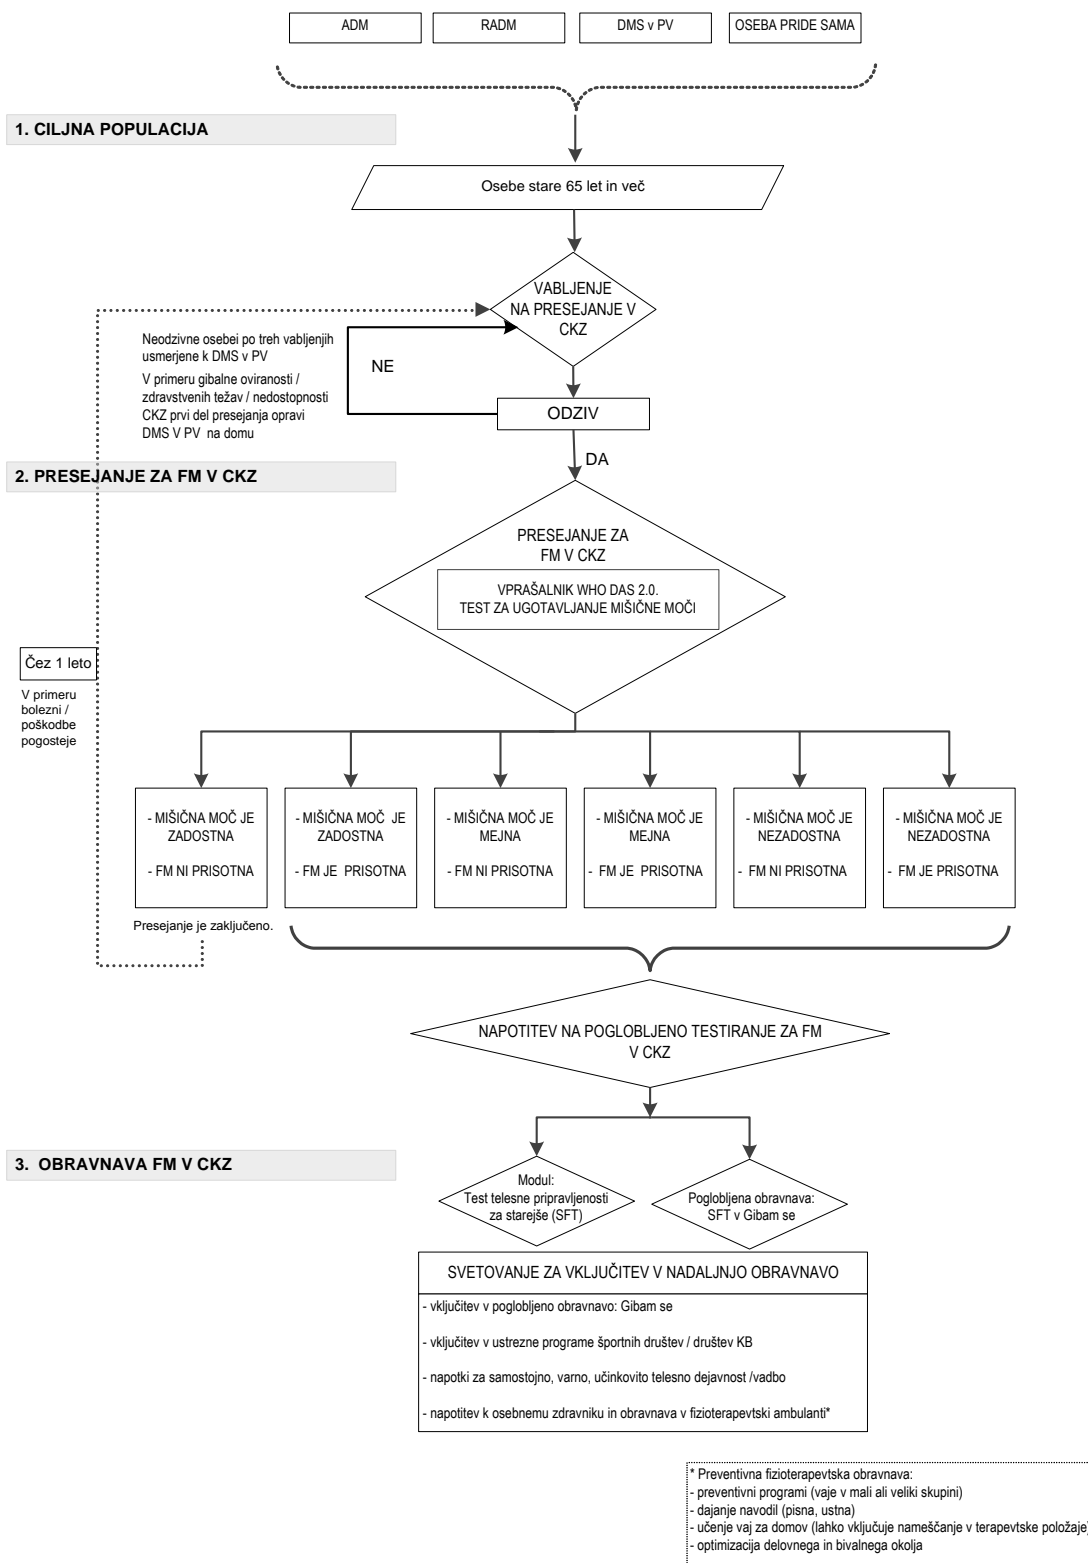 ADM
RADM
DMS v PV
OSEBA PRIDE SAMA
1. CILJNA POPULACIJA
Osebe stare 65 let in več
VABLJENJE
NA PRESEJANJE V
CKZ
Neodzivne osebei po treh vabljenjih
usmerjene k DMS v PV
V primeru gibalne oviranosti /
zdravstvenih težav / nedostopnosti
CKZ prvi del presejanja opravi
DMS V PV na domu
NE
ODZIV
DA
2. PRESEJANJE ZA FM V CKZ
PRESEJANJE ZA
FM V CKZ
VPRAŠALNIK WHO DAS 2.0.
TEST ZA UGOTAVLJANJE MIŠIČNE MOČI
Čez 1 leto
V primeru
bolezni /
poškodbe
pogosteje
- MIŠIČNA MOČ JE
ZADOSTNA
- FM NI PRISOTNA
- MIŠIČNA MOČ JE
ZADOSTNA
- FM JE PRISOTNA
- MIŠIČNA MOČ JE
MEJNA
- FM NI PRISOTNA
- MIŠIČNA MOČ JE
MEJNA
- FM JE PRISOTNA
- MIŠIČNA MOČ JE
NEZADOSTNA
- FM NI PRISOTNA
- MIŠIČNA MOČ JE
NEZADOSTNA
- FM JE PRISOTNA
Presejanje je zaključeno.
NAPOTITEV NA POGLOBLJENO TESTIRANJE ZA FM
V CKZ
3. OBRAVNAVA FM V CKZ
Modul:
Test telesne pripravljenosti
za starejše (SFT)
Poglobljena obravnava:
SFT v Gibam se
SVETOVANJE ZA VKLJUČITEV V NADALJNJO OBRAVNAVO
- vključitev v poglobljeno obravnavo: Gibam se
- vključitev v ustrezne programe športnih društev / društev KB
- napotki za samostojno, varno, učinkovito telesno dejavnost /vadbo
- napotitev k osebnemu zdravniku in obravnava v fizioterapevtski ambulanti*
* Preventivna fizioterapevtska obravnava:
- preventivni programi (vaje v mali ali veliki skupini)
- dajanje navodil (pisna, ustna)
- učenje vaj za domov (lahko vključuje nameščanje v terapevtske položaje)
- optimizacija delovnega in bivalnega okolja